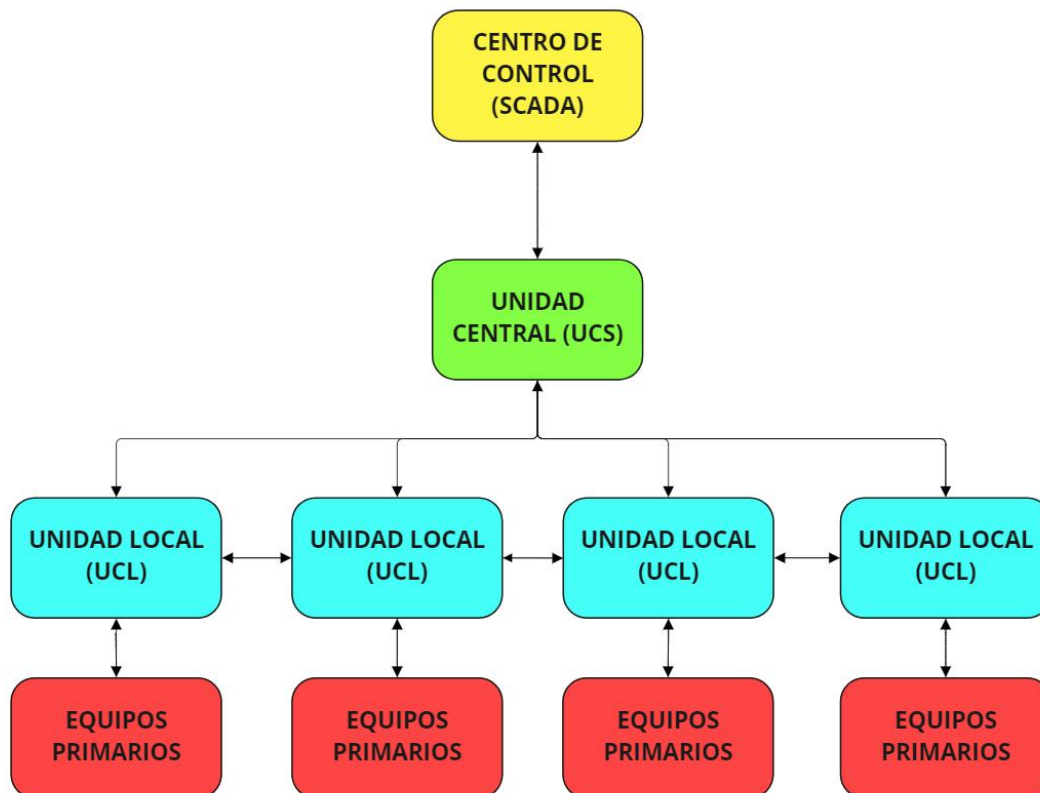 CENTRO DE
CONTROL
(SCADA)
UNIDAD
CENTRAL (UCS)
UNIDAD LOCAL
(UCL)
UNIDAD LOCAL
(UCL)
UNIDAD LOCAL
(UCL)
UNIDAD LOCAL
(UCL)
EQUIPOS
PRIMARIOS
EQUIPOS
PRIMARIOS
EQUIPOS
PRIMARIOS
EQUIPOS
PRIMARIOS